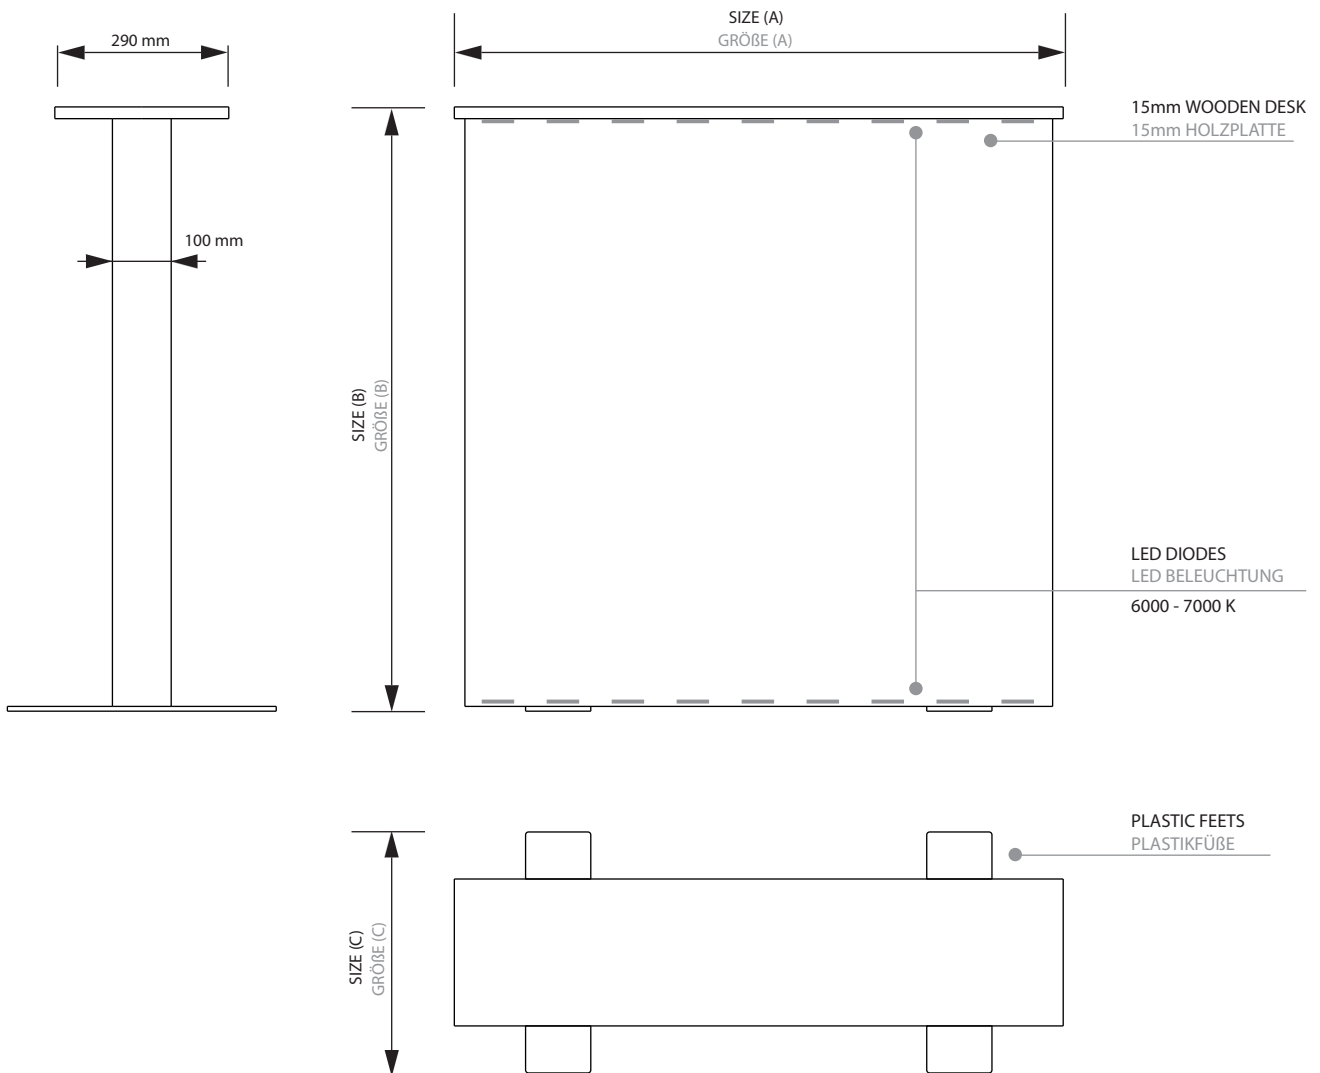 SIZE (A)
GRÖßE (A)
290 mm
15mm WOODEN DESK
15mm HOLZPLATTE
100 mm
SIZE (B)
GRÖßE (B)
LED DIODES
LED BELEUCHTUNG
6000 - 7000 K
PLASTIC FEETS
PLASTIKFÜßE
SIZE (C)
GRÖßE (C)